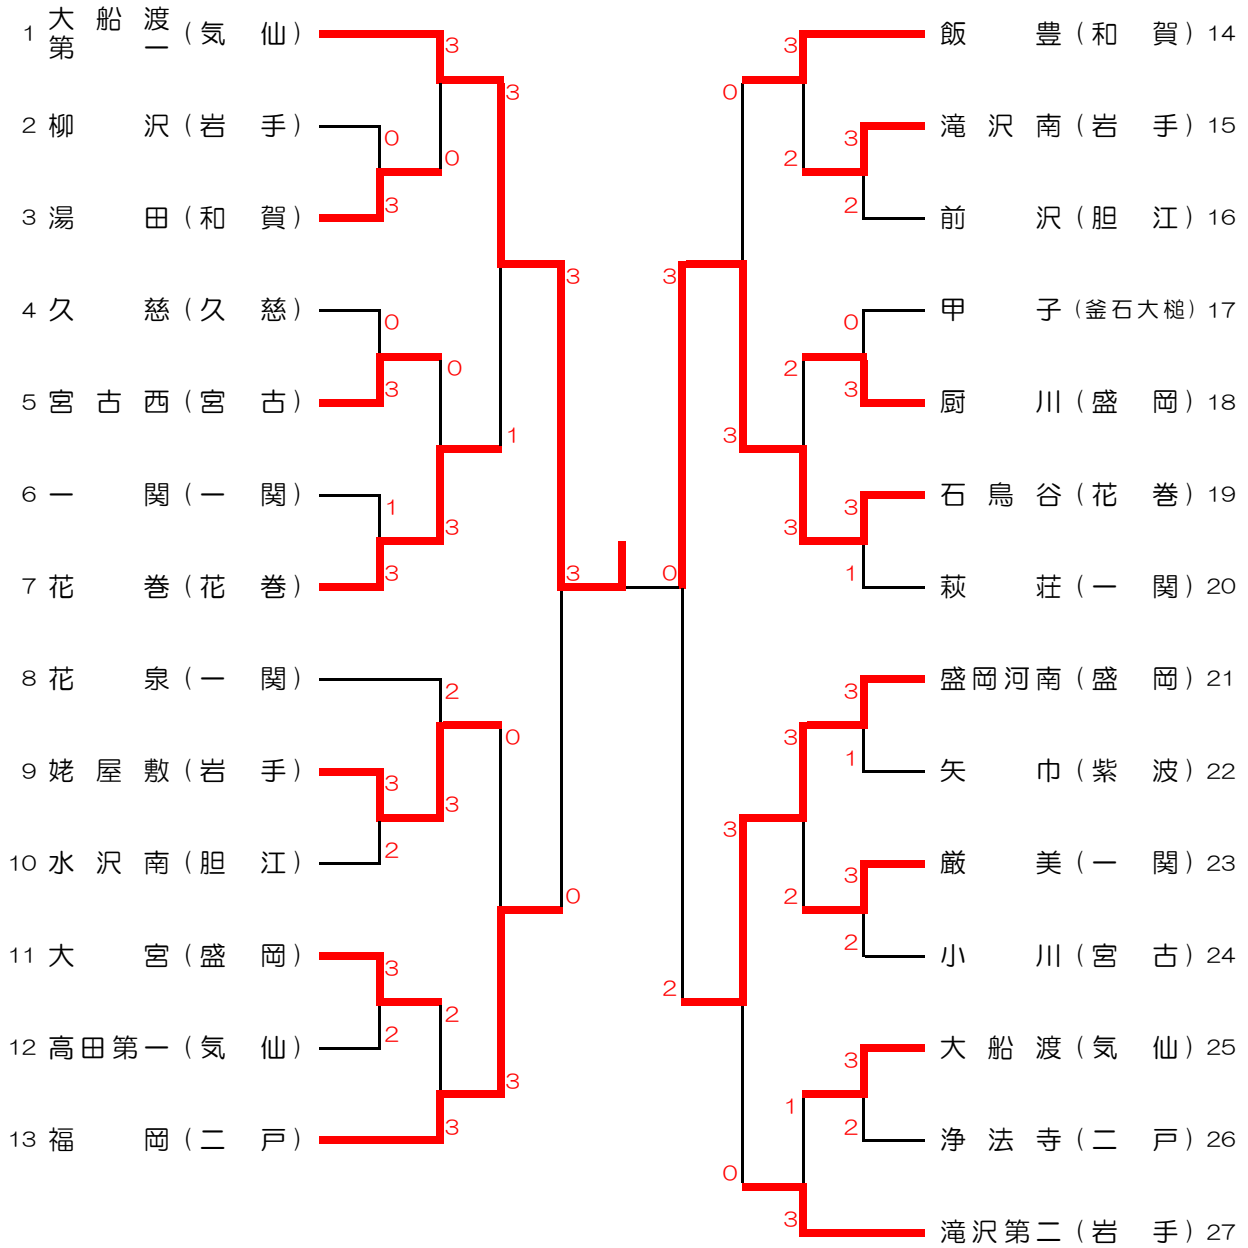 1 大船渡第一 (気仙)
3
3
2 柳沢 (岩手)
0
0
3 湯田 (和賀)
3
3
4 久慈 (久慈)
0
0
5 宮古西 (宮古)
3
1
6 一関 (一関)
1
3
7 花巻 (花巻)
3
3
8 花泉 (一関)
2
0
9 姥屋敷 (岩手)
3
3
10 水沢南 (胆江)
2
0
11 大宮 (盛岡)
3
2
12 高田第一 (気仙)
2
3
13 福岡 (二戸)
3
3
飯豊 (和賀) 14
0
3
滝沢南 (岩手) 15
2
2
前沢 (胆江) 16
3
0
甲子 (釜石大槌) 17
2
3
厨川 (盛岡) 18
3
3
石鳥谷 (花巻) 19
3
1
萩荘 (一関) 20
0
3
盛岡河南 (盛岡) 21
3
1
矢巾 (紫波) 22
3
3
厳美 (一関) 23
2
2
小川 (宮古) 24
2
3
大船渡 (気仙) 25
1
2
浄法寺 (二戸) 26
0
3
滝沢第二 (岩手) 27